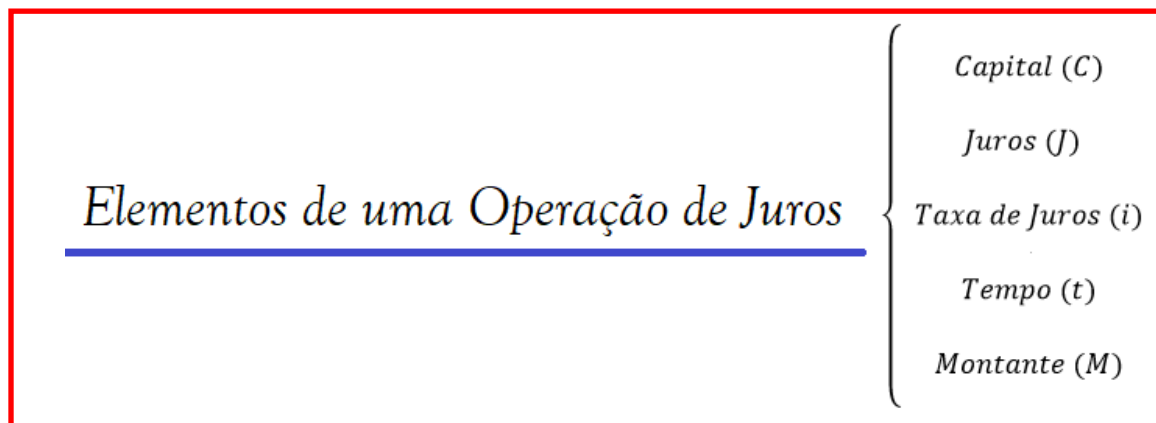 Elementos de uma Operação de Juros
Capital (C)
Juros (J)
Taxa de Juros (i)
Tempo (t)
Montante (M)